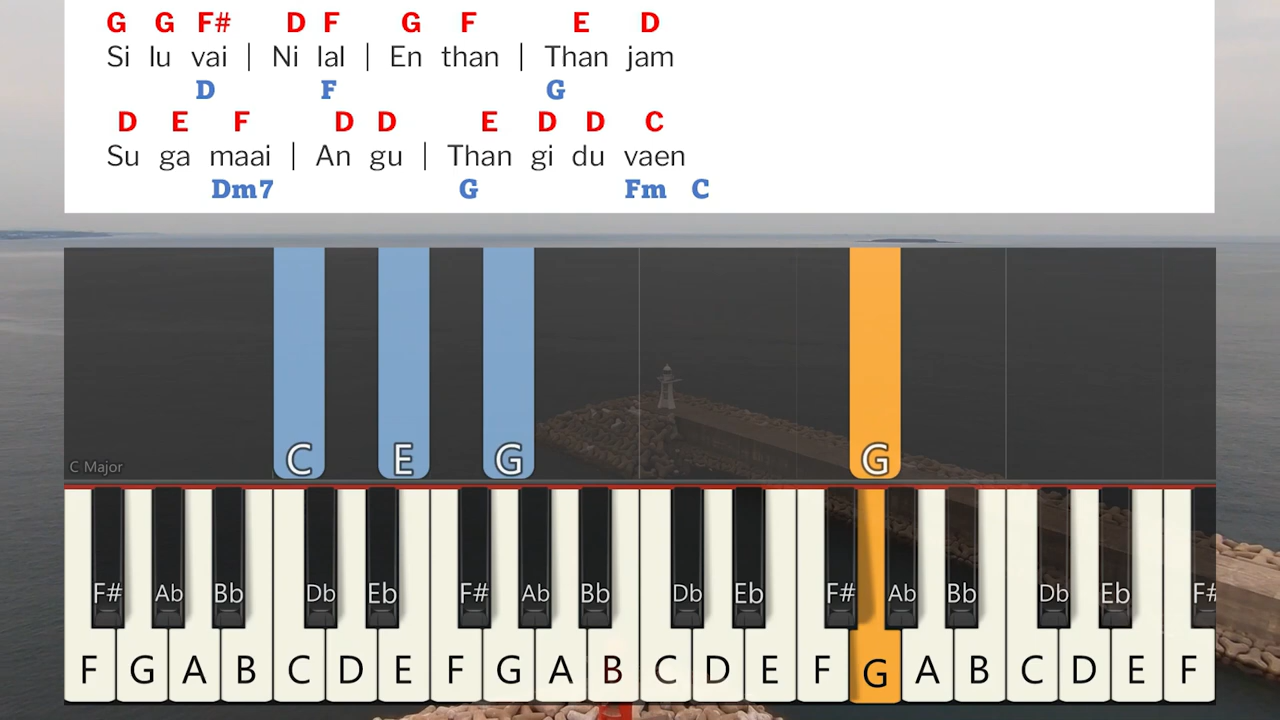 G G F# D F G F E D
Si lu vai | Ni lal | En than | Than jam
D F G
D E F D D E D D C
Su ga maai | An gu | Than gi du vaen
Dm7 G Fm C
C E G G
C Major
F# Ab Bb Db Eb F# Ab Bb Db Eb F# Ab Bb Db Eb F#
F G A B C D E F G A B C D E F G A B C D E F